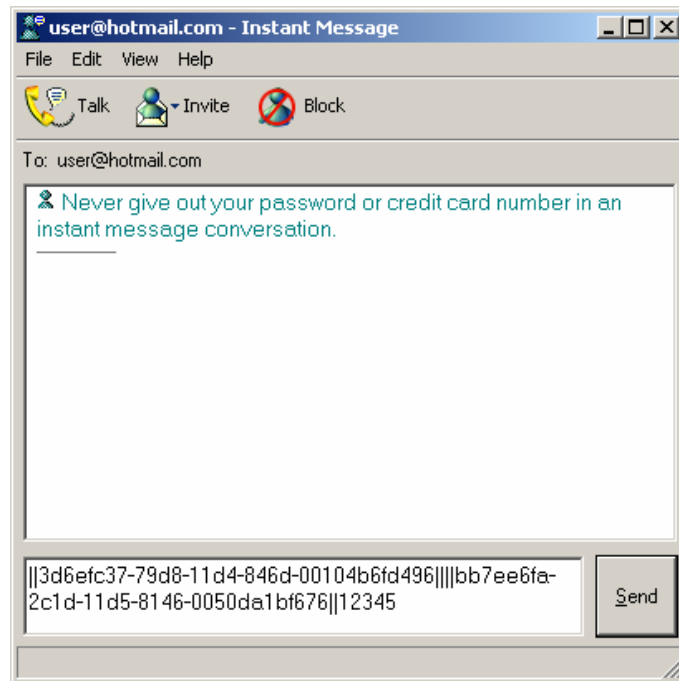 user@hotmail.com - Instant Message
File Edit View Help
Talk Invite Block
To: user@hotmail.com
Never give out your password or credit card number in an
instant message conversation.
||3d6efc37-79d8-11d4-846d-00104b6fd496||||bb7ee6fa-
2c1d-11d5-8146-0050da1bf676||12345
Send